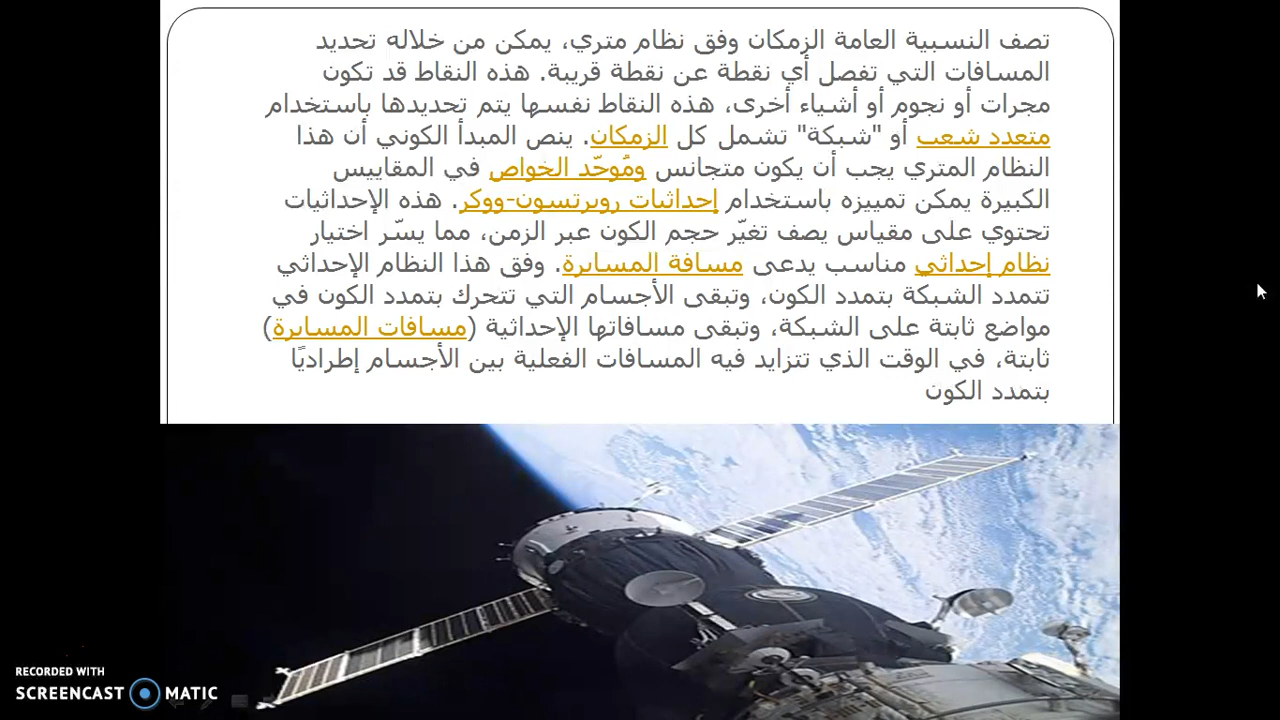 تصف النسبية العامة الزمكان وفق نظام متري، يمكن من خلاله تحديد
المسافات التي تفصل أي نقطة عن نقطة قريبة. هذه النقاط قد تكون
مجرات أو نجوم أو أشياء أخرى، هذه النقاط نفسها يتم تحديدها باستخدام
متعدد شعب أو "شبكة" تشمل كل الزمكان. ينص المبدأ الكوني أن هذا
النظام المتري يجب أن يكون متجانس ومُوحّد الخواص في المقاييس
الكبيرة يمكن تمييزه باستخدام إحداثيات روبرتسون-ووكر. هذه الإحداثيات
تحتوي على مقياس يصف تغيّر حجم الكون عبر الزمن، مما يسّر اختيار
نظام إحداثي مناسب يدعى مسافة المسايرة. وفق هذا النظام الإحداثي
تتمدد الشبكة بتمدد الكون، وتبقى الأجسام التي تتحرك بتمدد الكون في
مواضع ثابتة على الشبكة، وتبقى مسافاتها الإحداثية (مسافات المسايرة)
ثابتة، في الوقت الذي تتزايد فيه المسافات الفعلية بين الأجسام إطراديًا
بتمدد الكون
RECORDED WITH
SCREENCAST MATIC